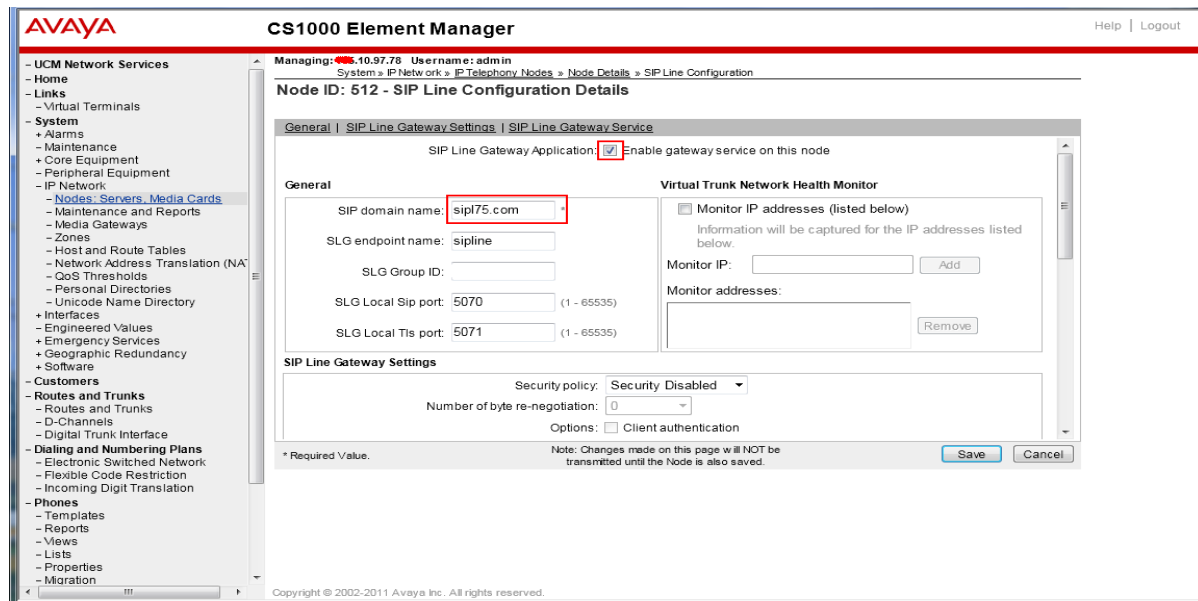 AVAYA
CS1000 Element Manager
Help | Logout
– UCM Network Services
– Home
– Links
– Virtual Terminals
– System
+ Alarms
– Maintenance
+ Core Equipment
– Peripheral Equipment
– IP Network
– Nodes: Servers, Media Cards
– Maintenance and Reports
– Media Gateways
– Zones
– Host and Route Tables
– Network Address Translation (NA
– QoS Thresholds
– Personal Directories
– Unicode Name Directory
+ Interfaces
– Engineered Values
+ Emergency Services
+ Geographic Redundancy
+ Software
– Customers
– Routes and Trunks
– Routes and Trunks
– D-Channels
– Digital Trunk Interface
– Dialing and Numbering Plans
– Electronic Switched Network
– Flexible Code Restriction
– Incoming Digit Translation
– Phones
– Templates
– Reports
– Views
– Lists
– Properties
– Migration
Managing: 5.10.97.78 Username: admin
System » IP Network » IP Telephony Nodes » Node Details » SIP Line Configuration
Node ID: 512 - SIP Line Configuration Details
General | SIP Line Gateway Settings | SIP Line Gateway Service
SIP Line Gateway Application: Enable gateway service on this node
General
SIP domain name: sipl75.com *
SLG endpoint name: sipline
SLG Group ID:
SLG Local Sip port: 5070 (1 - 65535)
SLG Local Tls port: 5071 (1 - 65535)
Virtual Trunk Network Health Monitor
Monitor IP addresses (listed below)
Information will be captured for the IP addresses listed
below.
Monitor IP: Add
Monitor addresses:
Remove
SIP Line Gateway Settings
Security policy: Security Disabled
Number of byte re-negotiation: 0
Options: Client authentication
* Required Value.
Note: Changes made on this page will NOT be
transmitted until the Node is also saved.
Save Cancel
Copyright © 2002-2011 Avaya Inc. All rights reserved.